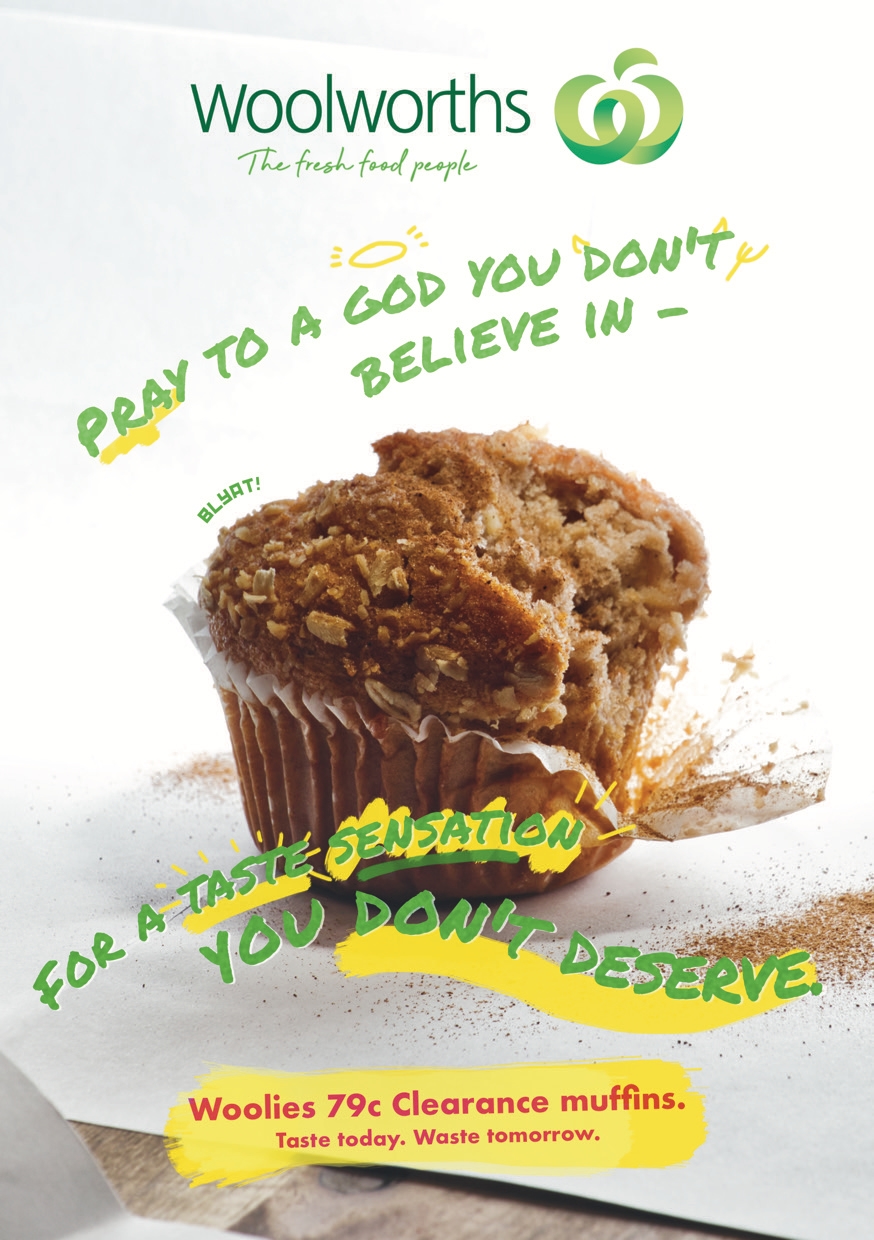 Woolworths
The fresh food people
PRAY TO A GOD YOU DON'T
BELIEVE IN -
BLYAT!
FOR A TASTE SENSATION
YOU DON'T DESERVE.
Woolies 79c Clearance muffins.
Taste today. Waste tomorrow.